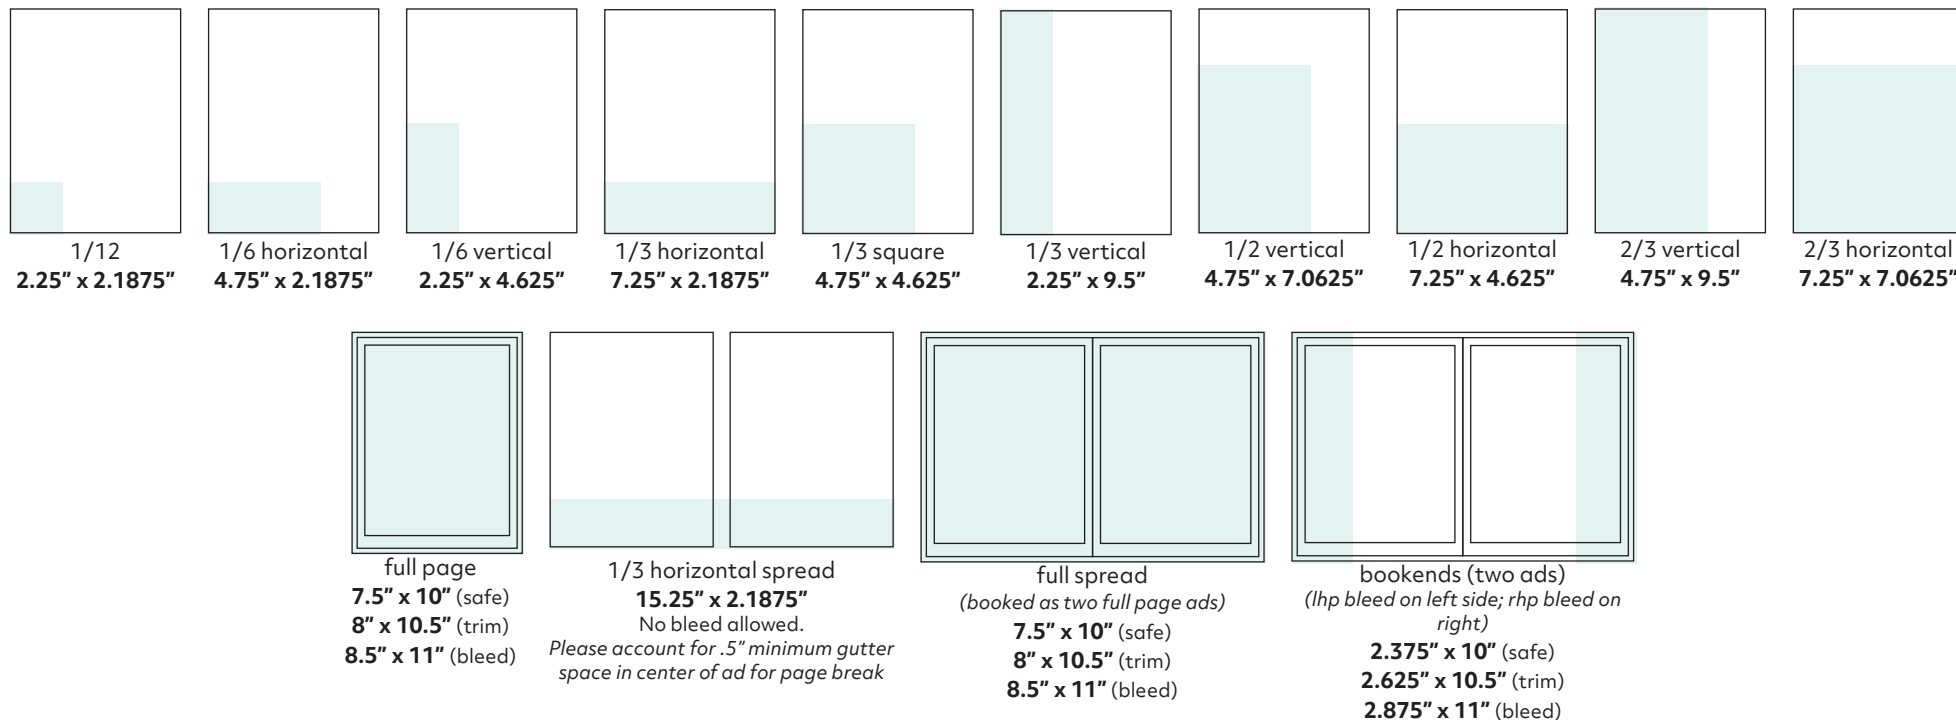 1/12
2.25” x 2.1875”
1/6 horizontal
4.75” x 2.1875”
1/6 vertical
2.25” x 4.625”
1/3 horizontal
7.25” x 2.1875”
1/3 square
4.75” x 4.625”
1/3 vertical
2.25” x 9.5”
1/2 vertical
4.75” x 7.0625”
1/2 horizontal
7.25” x 4.625”
2/3 vertical
4.75” x 9.5”
2/3 horizontal
7.25” x 7.0625”
full page
7.5” x 10” (safe)
8” x 10.5” (trim)
8.5” x 11” (bleed)
1/3 horizontal spread
15.25” x 2.1875”
No bleed allowed.
Please account for .5” minimum gutter
space in center of ad for page break
full spread
(booked as two full page ads)
7.5” x 10” (safe)
8” x 10.5” (trim)
8.5” x 11” (bleed)
bookends (two ads)
(lhp bleed on left side; rhp bleed on
right)
2.375” x 10” (safe)
2.625” x 10.5” (trim)
2.875” x 11” (bleed)